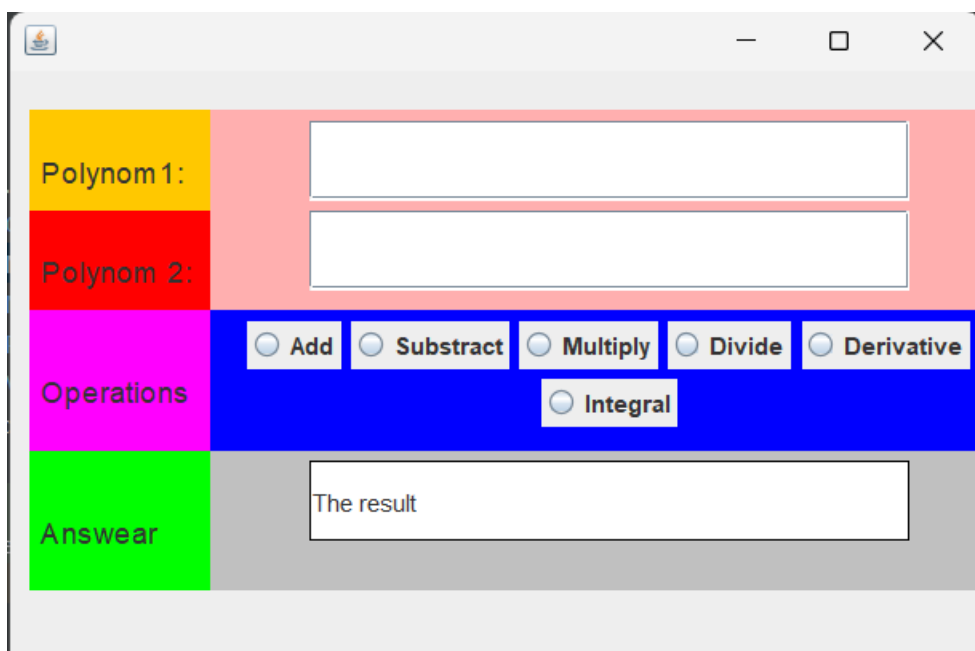 Polynom1:
Polynom 2:
Operations
Add Substract Multiply Divide Derivative
Integral
Answear
The result